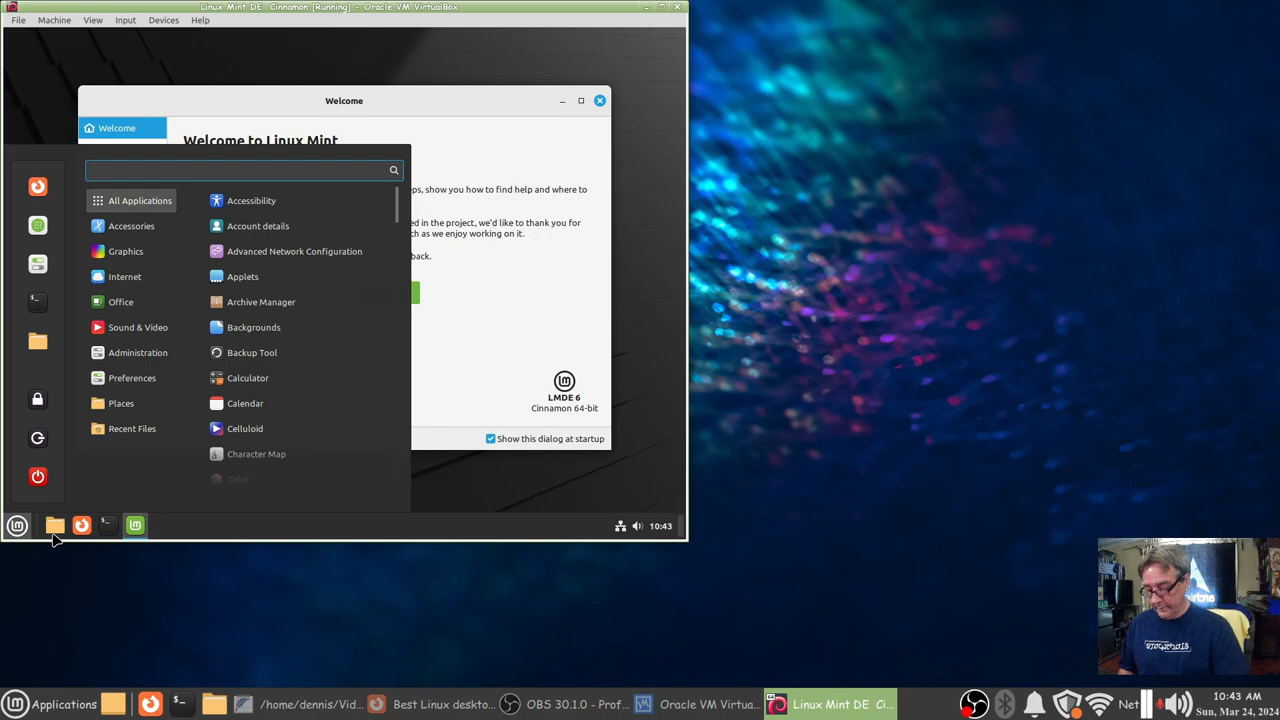 Linux Mint DE Cinnamon [Running] - Oracle VM VirtualBox
File Machine View Input Devices Help
Welcome
Welcome
Welcome to Linux Mint
eps, show you how to find help and where to
ed in the project, we'd like to thank you for
ch as we enjoy working on it.
back.
All Applications
Accessories
Graphics
Internet
Office
Sound & Video
Administration
Preferences
Places
Recent Files
Accessibility
Account details
Advanced Network Configuration
Applets
Archive Manager
Backgrounds
Backup Tool
Calculator
Calendar
Celluloid
Character Map
Color
LMDE 6
Cinnamon 64-bit
Show this dialog at startup
10:43
Applications
/home/dennis/Vid...
Best Linux deskto...
OBS 30.1.0 - Prof...
Oracle VM Virtua...
Linux Mint DE Ci...
Net
10:43 AM
Sun, Mar 24, 2024